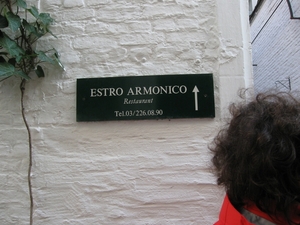 ESTRO ARMONICO
Restaurant
Tel.03/226.08.90